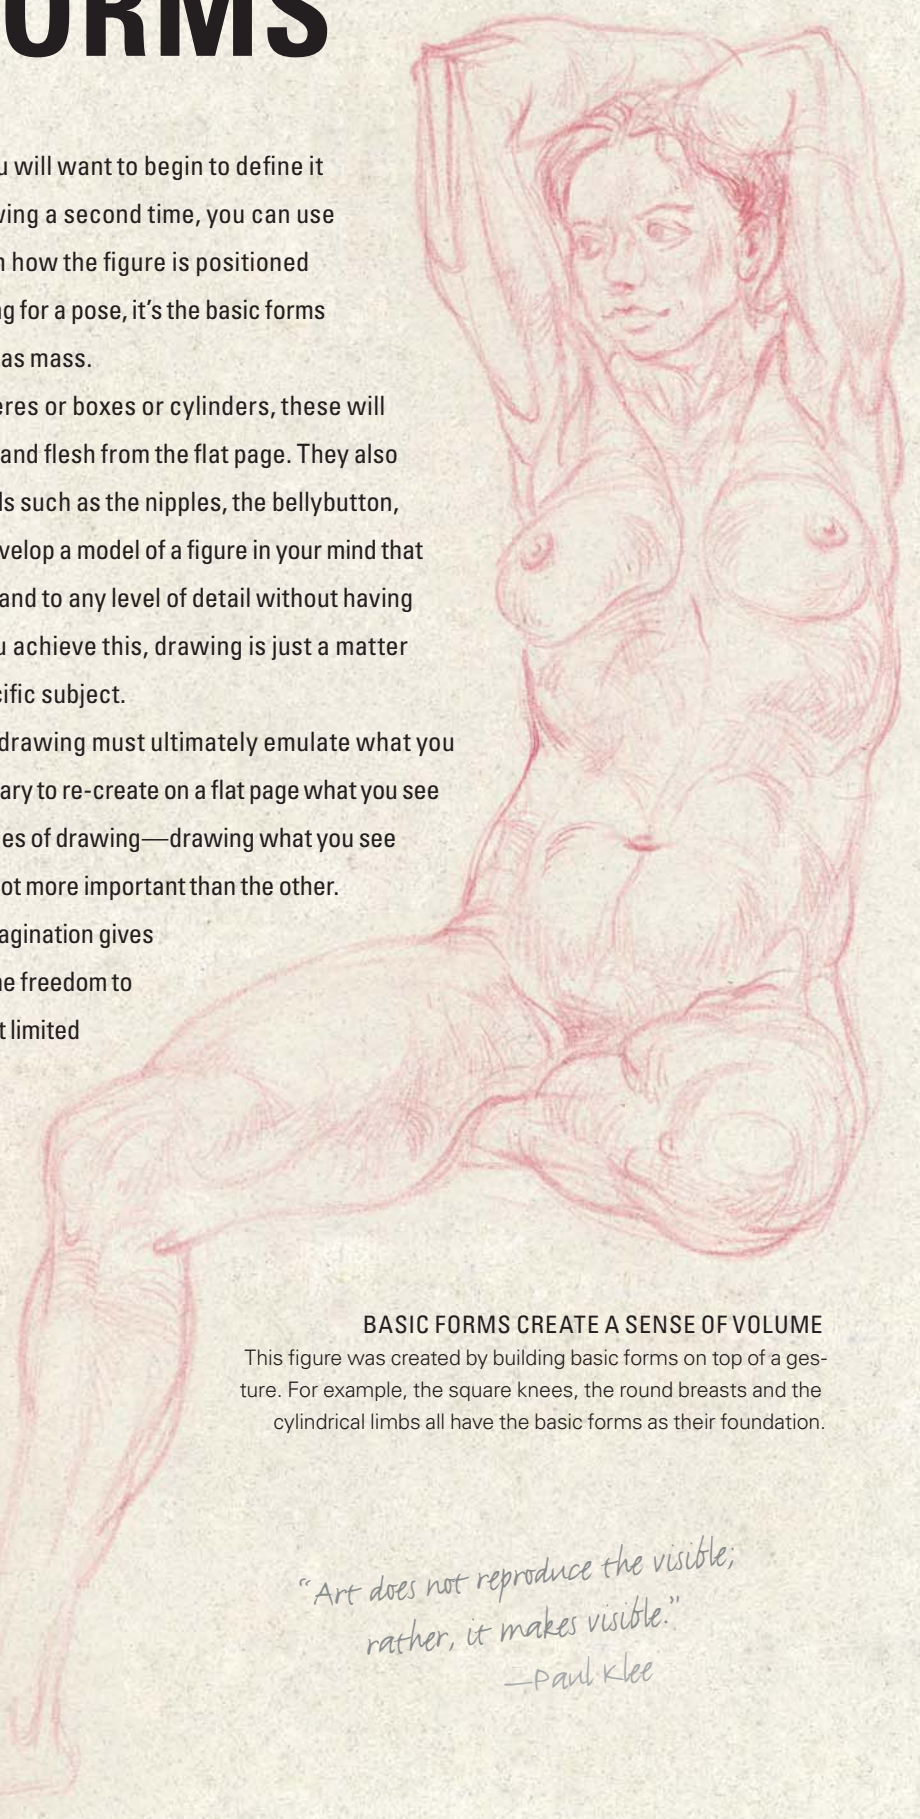 ORMS
u will want to begin to define it
ving a second time, you can use
n how the figure is positioned
ng for a pose, it's the basic forms
as mass.
eres or boxes or cylinders, these will
and flesh from the flat page. They also
ls such as the nipples, the bellybutton,
velop a model of a figure in your mind that
and to any level of detail without having
u achieve this, drawing is just a matter
cific subject.
drawing must ultimately emulate what you
ary to re-create on a flat page what you see
es of drawing—drawing what you see
ot more important than the other.
agination gives
he freedom to
t limited
BASIC FORMS CREATE A SENSE OF VOLUME
This figure was created by building basic forms on top of a ges-
ture. For example, the square knees, the round breasts and the
cylindrical limbs all have the basic forms as their foundation.
“Art does not reproduce the visible;
rather, it makes visible.”
—Paul Klee